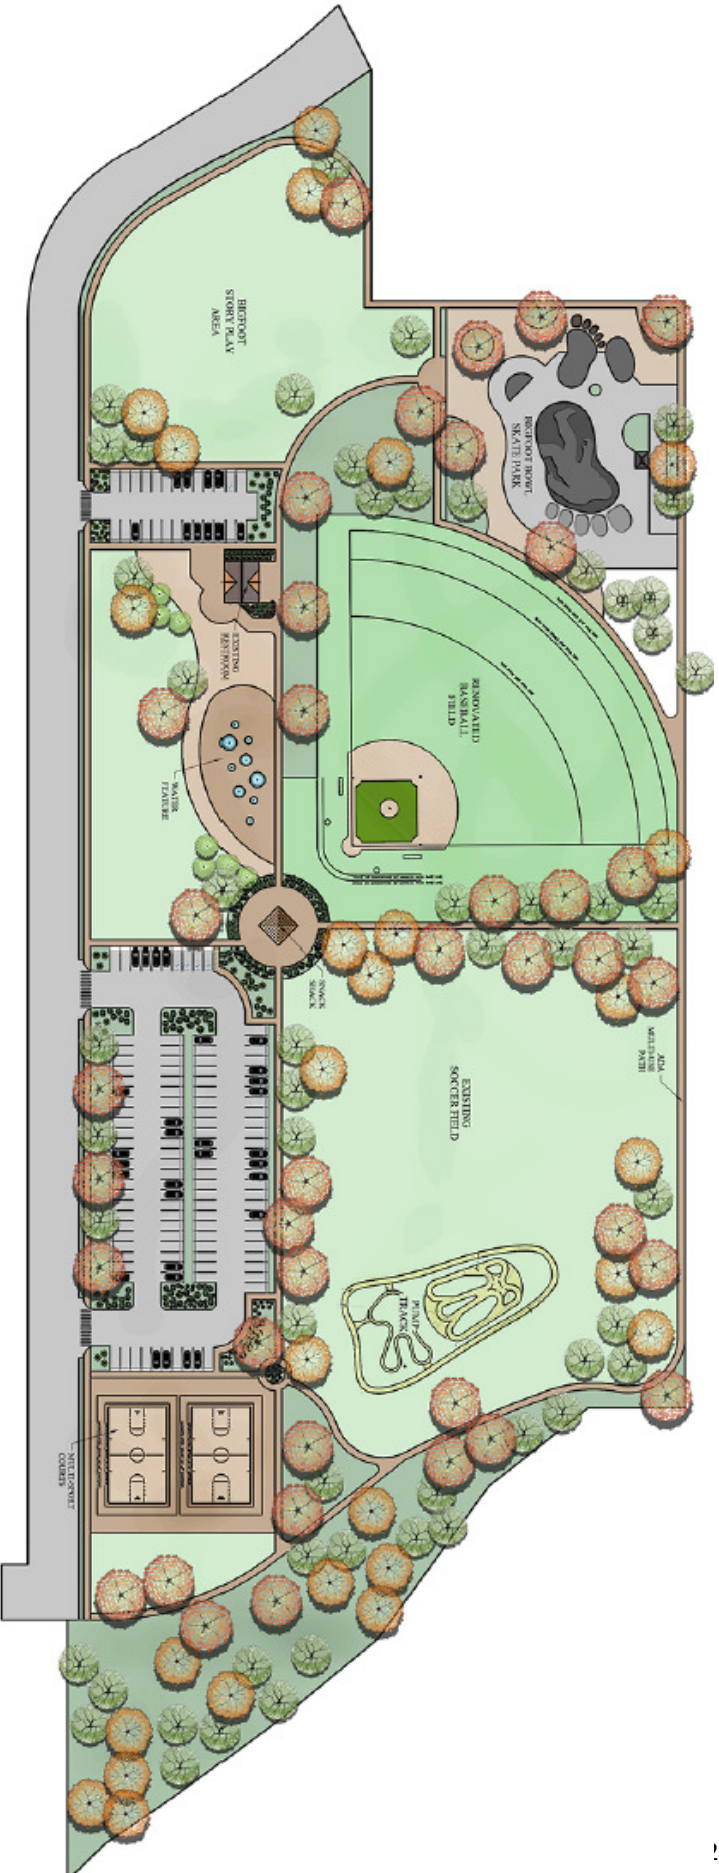 BIGFOOT
STORY PLAY
AREA
BIGFOOT BOWL
SKATE PARK
EXISTING
RESTROOM
RENOVATED
BASEBALL
FIELD
WATER
FEATURE
SNACK
SHACK
ADA
MULTI-USE
PATH
EXISTING
SOCCER FIELD
PUMP
TRACK
MULTI-SPORT
COURTS